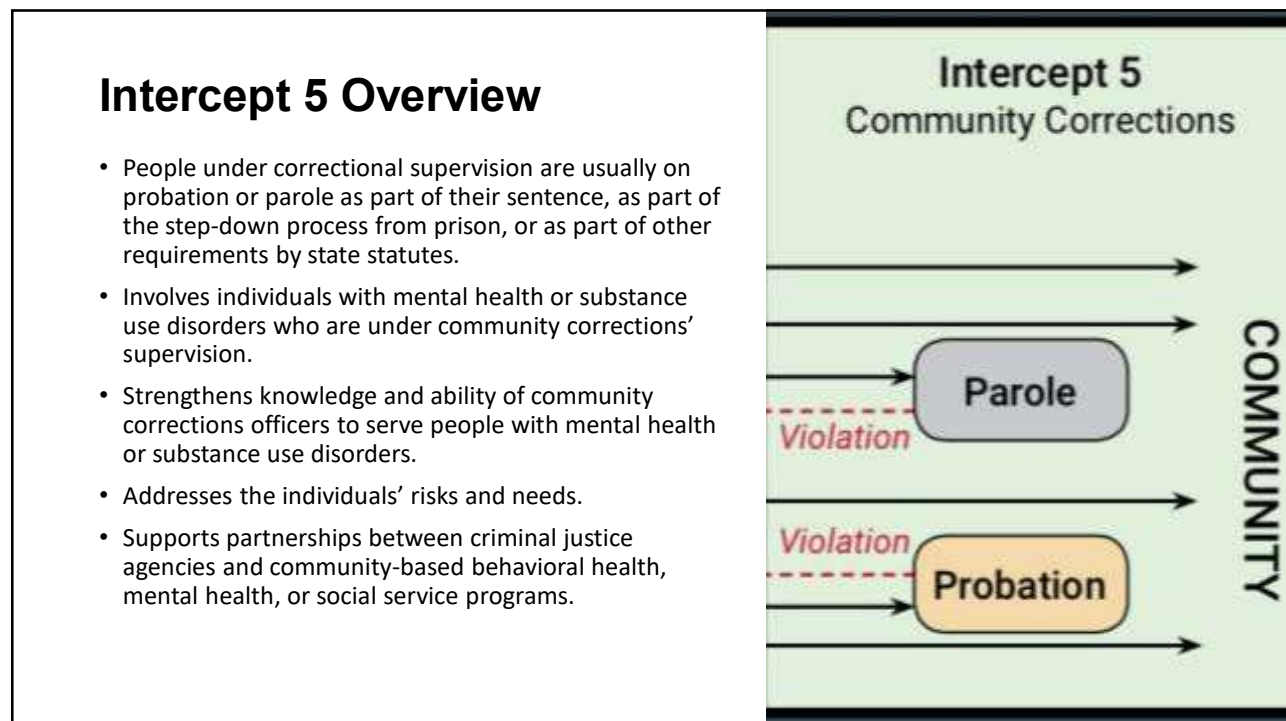 Intercept 5 Overview
• People under correctional supervision are usually on
probation or parole as part of their sentence, as part of
the step-down process from prison, or as part of other
requirements by state statutes.
• Involves individuals with mental health or substance
use disorders who are under community corrections’
supervision.
• Strengthens knowledge and ability of community
corrections officers to serve people with mental health
or substance use disorders.
• Addresses the individuals’ risks and needs.
• Supports partnerships between criminal justice
agencies and community-based behavioral health,
mental health, or social service programs.
Intercept 5
Community Corrections
Parole
Violation
Violation
Probation
COMMUNITY